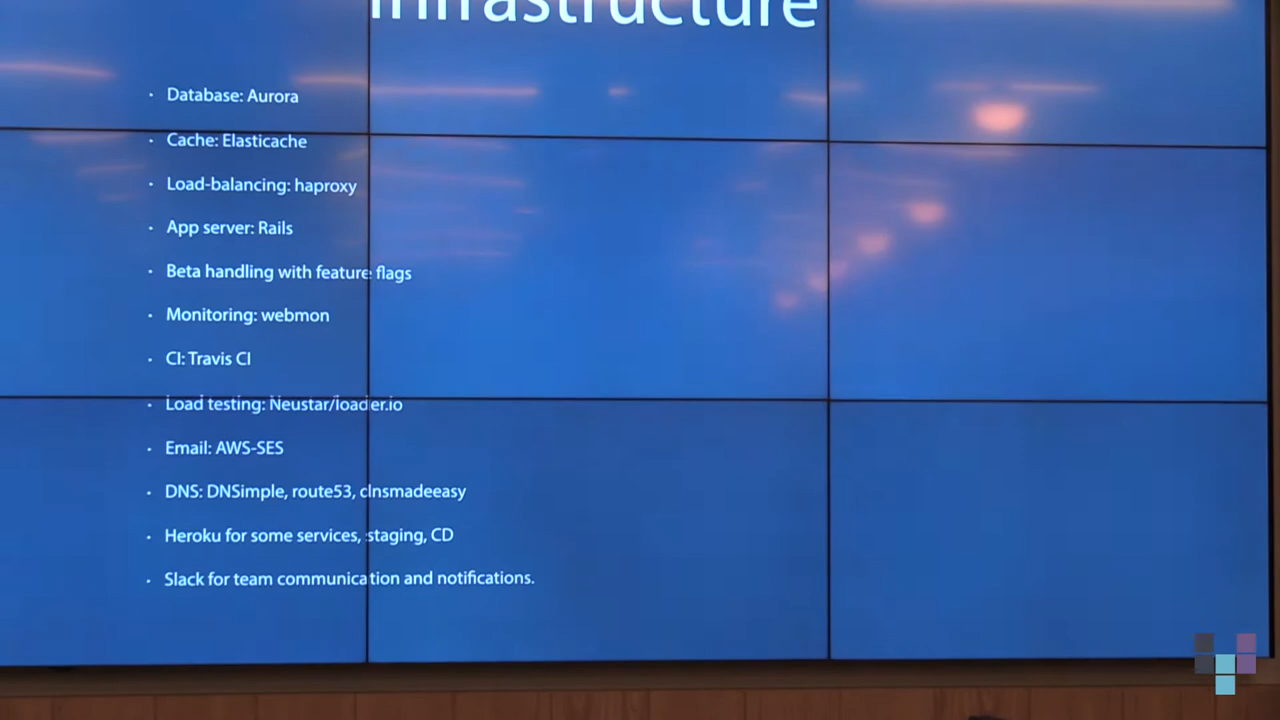 Infrastructure
· Database: Aurora
· Cache: Elasticache
· Load-balancing: haproxy
· App server: Rails
· Beta handling with feature flags
· Monitoring: webmon
· CI: Travis CI
· Load testing: Neustar/loader.io
· Email: AWS-SES
· DNS: DNSimple, route53, dnsmadeeasy
· Heroku for some services, staging, CD
· Slack for team communication and notifications.